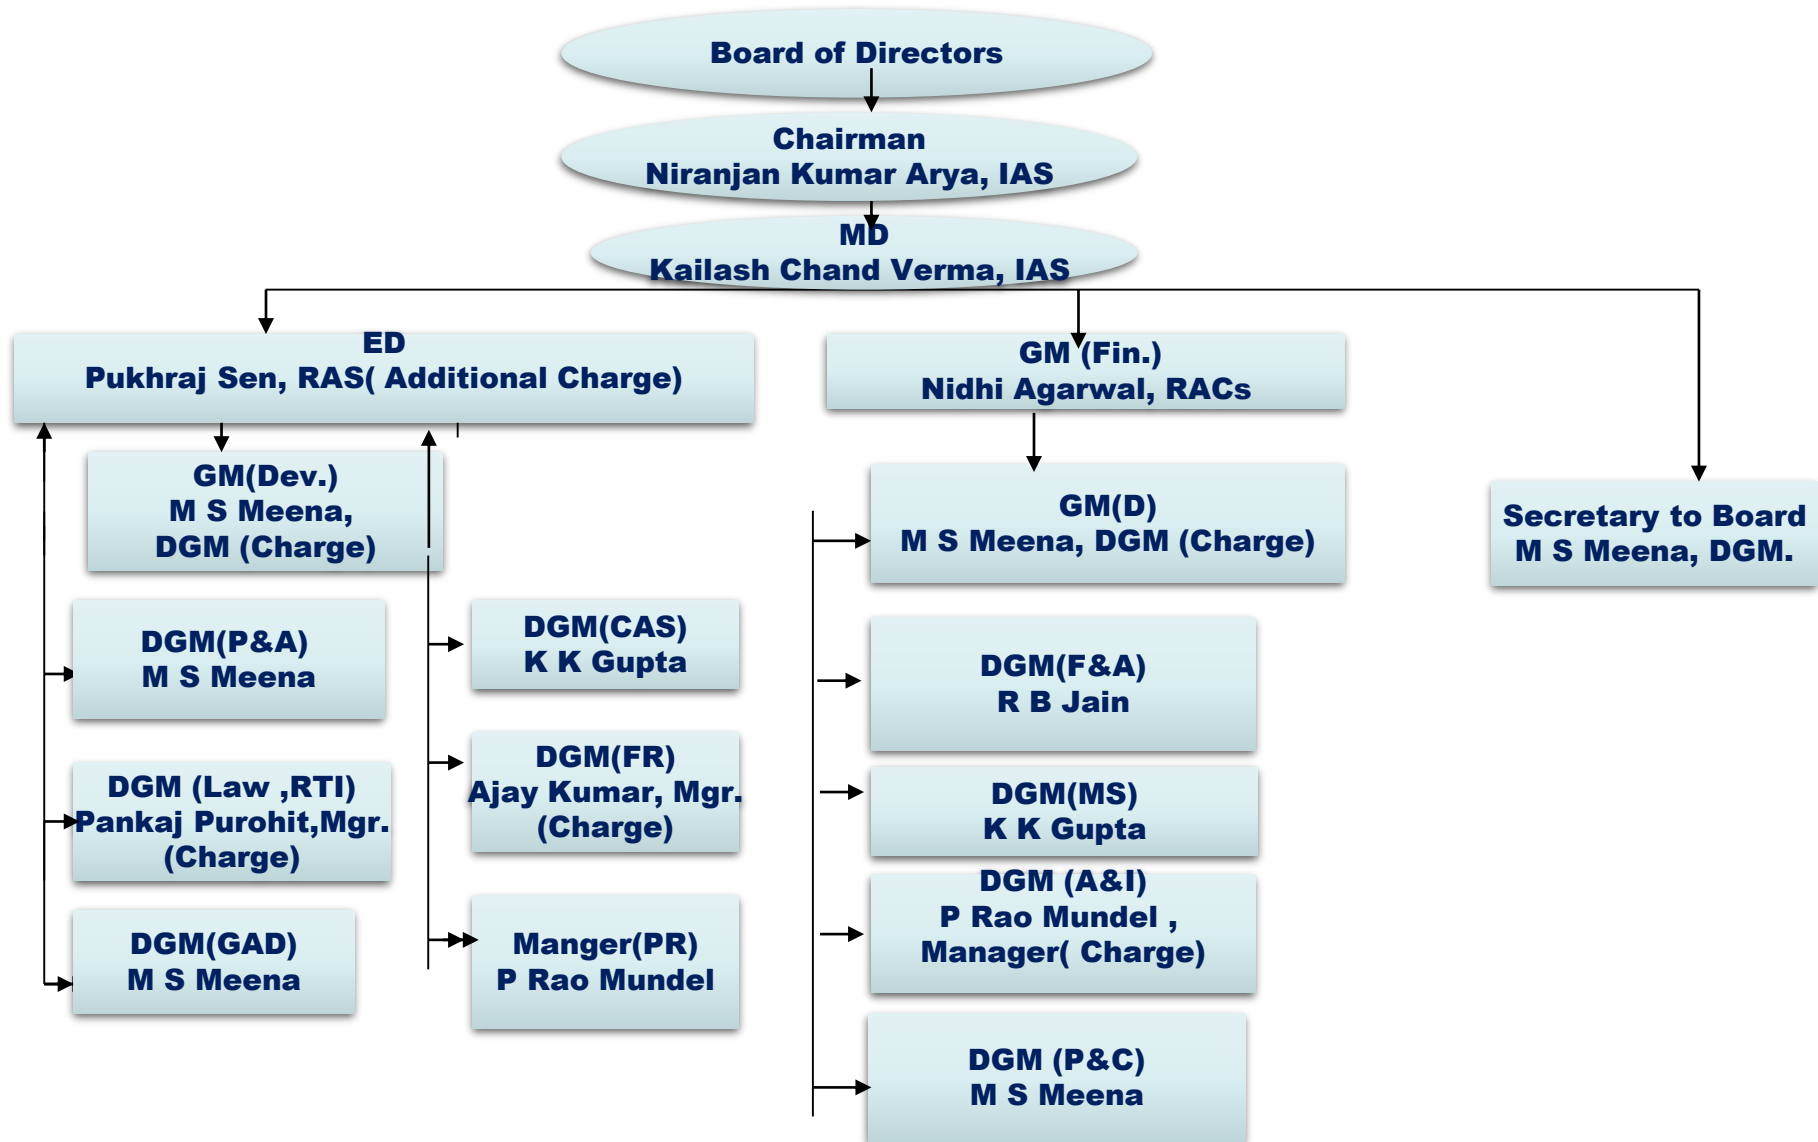 Board of Directors
Chairman
Niranjan Kumar Arya, IAS
MD
Kailash Chand Verma, IAS
ED
Pukhraj Sen, RAS( Additional Charge)
GM (Fin.)
Nidhi Agarwal, RACs
GM(Dev.)
M S Meena,
DGM (Charge)
GM(D)
M S Meena, DGM (Charge)
Secretary to Board
M S Meena, DGM.
DGM(P&A)
M S Meena
DGM(CAS)
K K Gupta
DGM(F&A)
R B Jain
DGM (Law ,RTI)
Pankaj Purohit,Mgr.
(Charge)
DGM(FR)
Ajay Kumar, Mgr.
(Charge)
DGM(MS)
K K Gupta
DGM (A&I)
P Rao Mundel ,
Manager( Charge)
DGM(GAD)
M S Meena
Manger(PR)
P Rao Mundel
DGM (P&C)
M S Meena